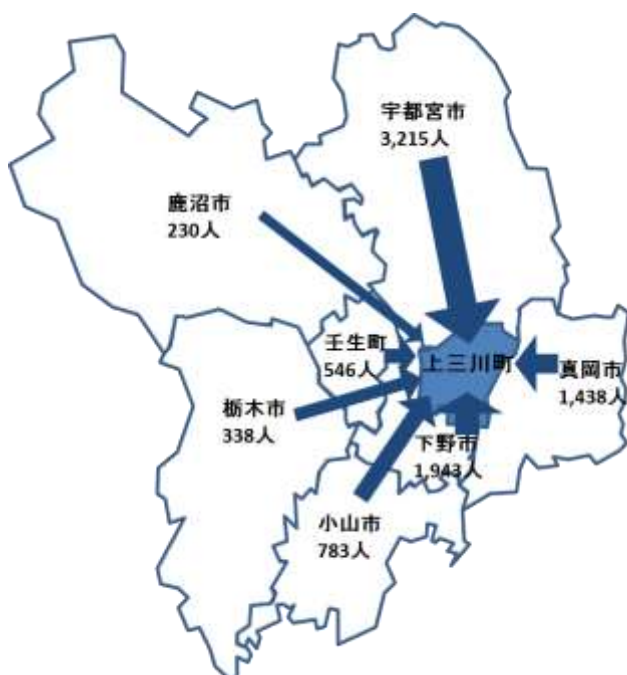 宇都宮市
3,215人
鹿沼市
230人
壬生町
546人
上三川町
真岡市
1,438人
栃木市
338人
下野市
1,943人
小山市
783人